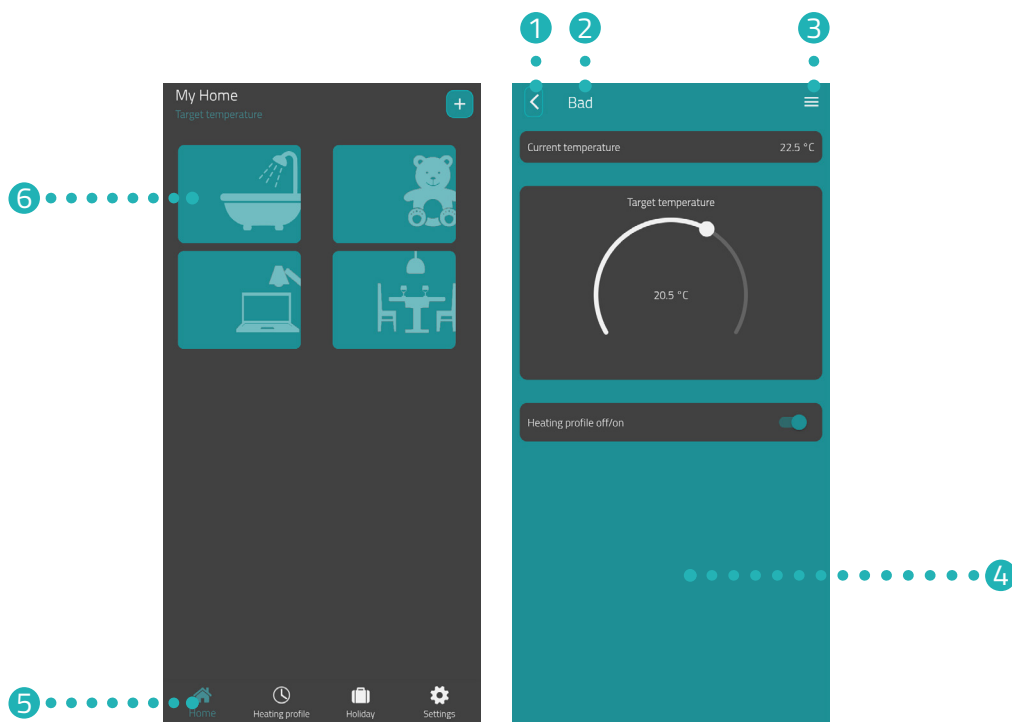 1 2 3
My Home
Target temperature
+
Bad
Current temperature 22.5 °C
6
Target temperature
20.5 °C
Heating profile off/on
4
5
Home Heating profile Holiday Settings